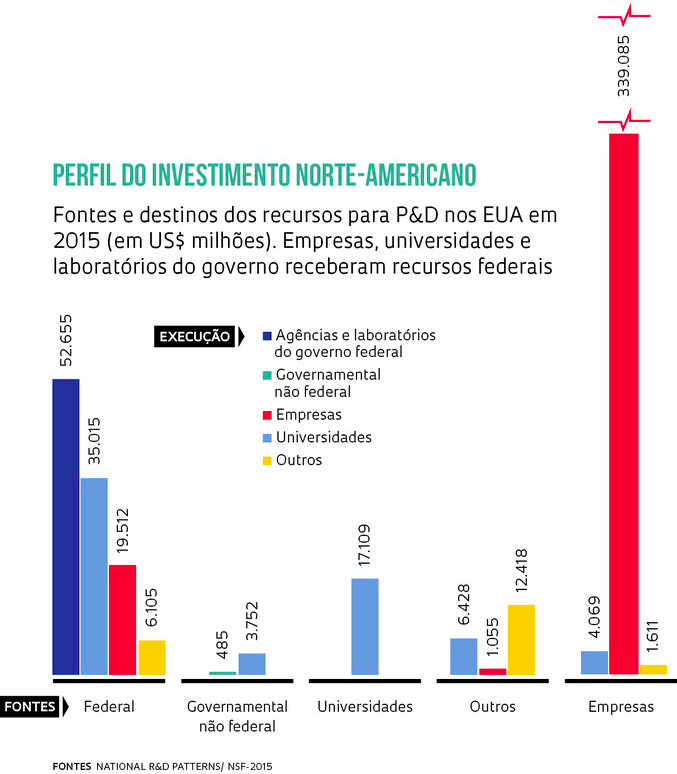 339.085
PERFIL DO INVESTIMENTO NORTE-AMERICANO
Fontes e destinos dos recursos para P&D nos EUA em
2015 (em US$ milhões). Empresas, universidades e
laboratórios do governo receberam recursos federais
EXECUÇÃO
Agências e laboratórios
do governo federal
Governamental
não federal
Empresas
Universidades
Outros
52.655
35.015
19.512
6.105
485
3.752
17.109
6.428
1.055
12.418
4.069
1.611
FONTES
Federal
Governamental
não federal
Universidades
Outros
Empresas
FONTES NATIONAL R&D PATTERNS/ NSF-2015